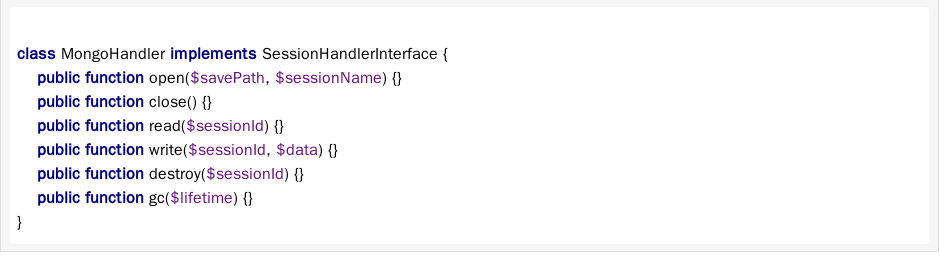 class MongoHandler implements SessionHandlerInterface {
    public function open($savePath, $sessionName) {}
    public function close() {}
    public function read($sessionId) {}
    public function write($sessionId, $data) {}
    public function destroy($sessionId) {}
    public function gc($lifetime) {}
}